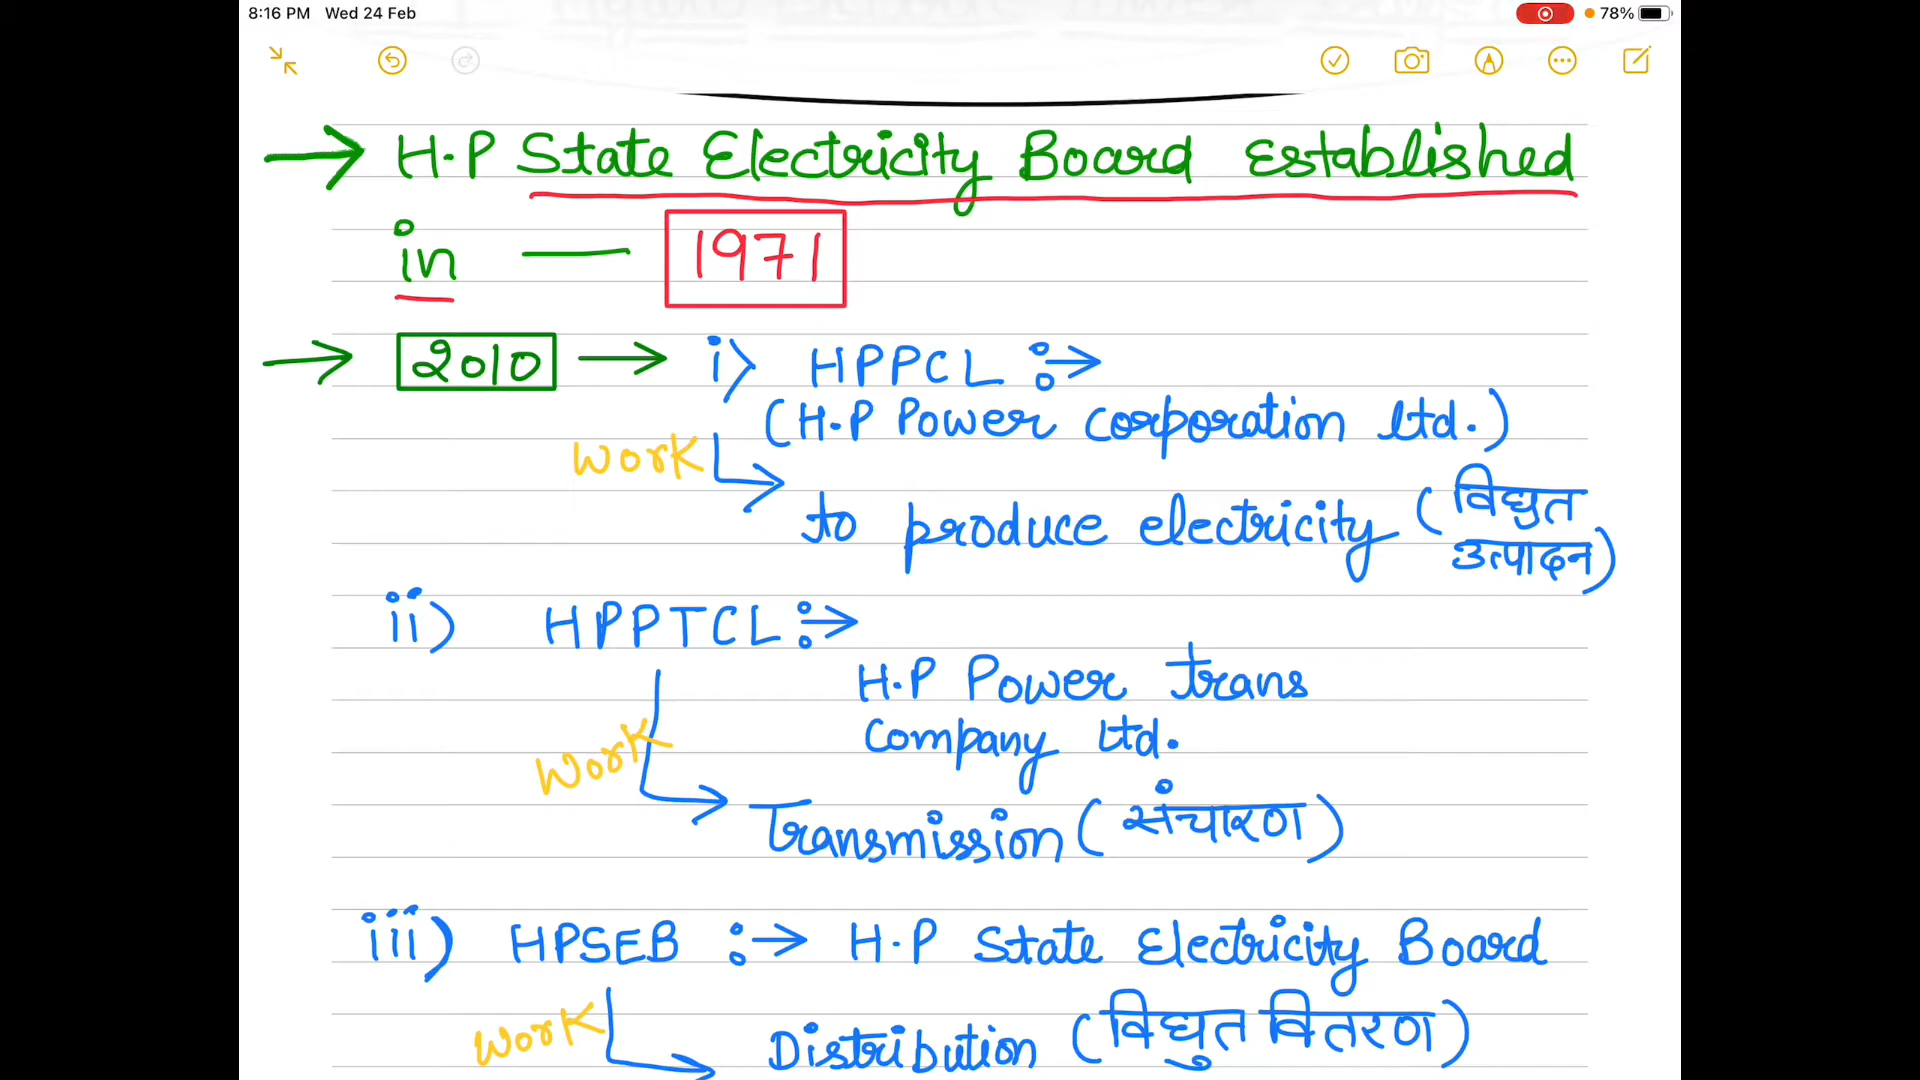 8:16 PM Wed 24 Feb 78%
→ H.P State Electricity Board Established
in — 1971
→ 2010 → i) HPPCL :→
(H.P Power corporation Ltd.)
Work
to produce electricity (विधुत
उत्पादन)
ii) HPPTCL :→
H.P Power trans
Company Ltd.
Work
Transmission (संचारण)
iii) HPSEB :→ H.P State Electricity Board
Work
Distribution (विधुत वितरण)